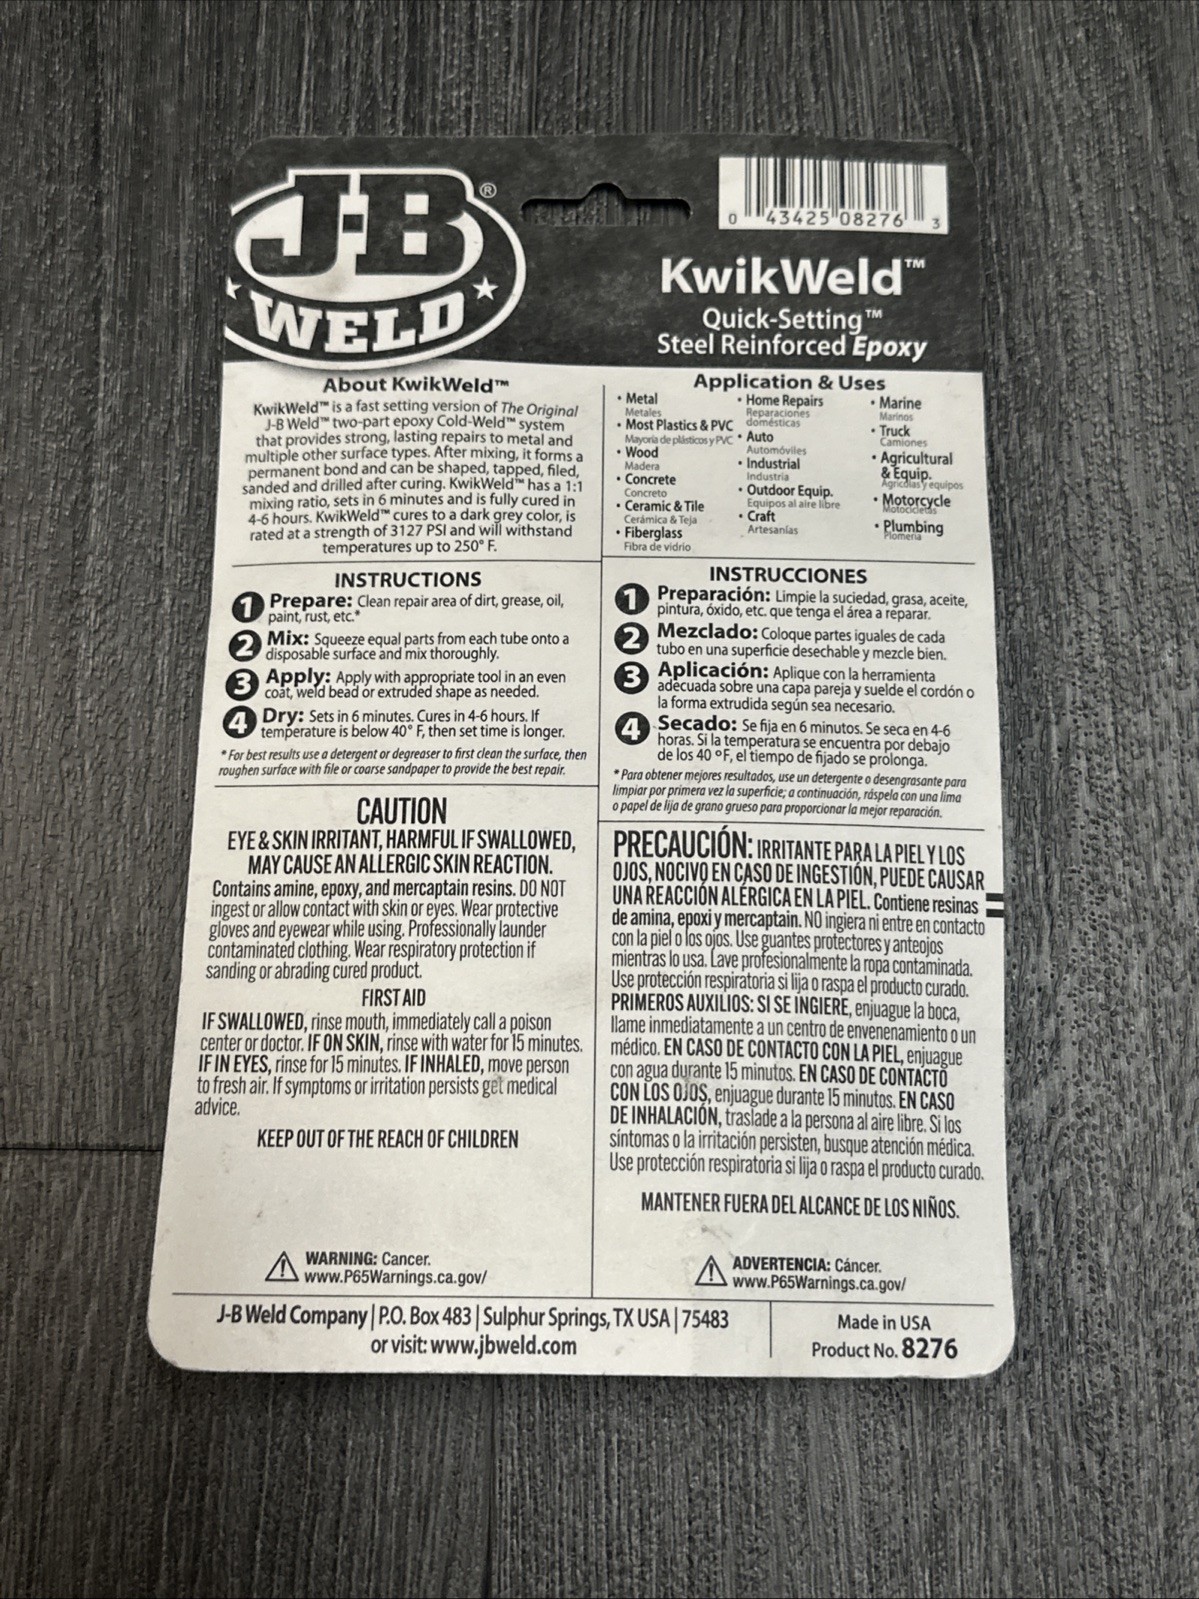 J-B
®
WELD
0 43425 08276 3
KwikWeld™
Quick-Setting™
Steel Reinforced Epoxy
About KwikWeld™
KwikWeld™ is a fast setting version of The Original
J-B Weld™ two-part epoxy Cold-Weld™ system
that provides strong, lasting repairs to metal and
multiple other surface types. After mixing, it forms a
permanent bond and can be shaped, tapped, filed,
sanded and drilled after curing. KwikWeld™ has a 1:1
mixing ratio, sets in 6 minutes and is fully cured in
4-6 hours. KwikWeld™ cures to a dark grey color, is
rated at a strength of 3127 PSI and will withstand
temperatures up to 250° F.
Application & Uses
• Metal
Metales
• Most Plastics & PVC
Mayoría de plásticos y PVC
• Wood
Madera
• Concrete
Concreto
• Ceramic & Tile
Cerámica & Teja
• Fiberglass
Fibra de vidrio
• Home Repairs
Reparaciones
domésticas
• Auto
Automóviles
• Industrial
Industria
• Outdoor Equip.
Equipos al aire libre
• Craft
Artesanías
• Marine
Marinos
• Truck
Camiones
• Agricultural
& Equip.
Agrícolas y equipos
• Motorcycle
Motocicletas
• Plumbing
Plomería
INSTRUCTIONS
1 Prepare: Clean repair area of dirt, grease, oil,
paint, rust, etc.*
2 Mix: Squeeze equal parts from each tube onto a
disposable surface and mix thoroughly.
3 Apply: Apply with appropriate tool in an even
coat, weld bead or extruded shape as needed.
4 Dry: Sets in 6 minutes. Cures in 4-6 hours. If
temperature is below 40° F, then set time is longer.
* For best results use a detergent or degreaser to first clean the surface, then
roughen surface with file or coarse sandpaper to provide the best repair.
INSTRUCCIONES
1 Preparación: Limpie la suciedad, grasa, aceite,
pintura, óxido, etc. que tenga el área a reparar.
2 Mezclado: Coloque partes iguales de cada
tubo en una superficie desechable y mezcle bien.
3 Aplicación: Aplique con la herramienta
adecuada sobre una capa pareja y suelde el cordón o
la forma extrudida según sea necesario.
4 Secado: Se fija en 6 minutos. Se seca en 4-6
horas. Si la temperatura se encuentra por debajo
de los 40 °F, el tiempo de fijado se prolonga.
* Para obtener mejores resultados, use un detergente o desengrasante para
limpiar por primera vez la superficie; a continuación, ráspela con una lima
o papel de lija de grano grueso para proporcionar la mejor reparación.
CAUTION
EYE & SKIN IRRITANT, HARMFUL IF SWALLOWED,
MAY CAUSE AN ALLERGIC SKIN REACTION.
Contains amine, epoxy, and mercaptain resins. DO NOT
ingest or allow contact with skin or eyes. Wear protective
gloves and eyewear while using. Professionally launder
contaminated clothing. Wear respiratory protection if
sanding or abrading cured product.
FIRST AID
IF SWALLOWED, rinse mouth, immediately call a poison
center or doctor. IF ON SKIN, rinse with water for 15 minutes.
IF IN EYES, rinse for 15 minutes. IF INHALED, move person
to fresh air. If symptoms or irritation persists get medical
advice.
KEEP OUT OF THE REACH OF CHILDREN
PRECAUCIÓN: IRRITANTE PARA LA PIEL Y LOS
OJOS, NOCIVO EN CASO DE INGESTIÓN, PUEDE CAUSAR
UNA REACCIÓN ALÉRGICA EN LA PIEL. Contiene resinas
de amina, epoxi y mercaptain. NO ingiera ni entre en contacto
con la piel o los ojos. Use guantes protectores y anteojos
mientras lo usa. Lave profesionalmente la ropa contaminada.
Use protección respiratoria si lija o raspa el producto curado.
PRIMEROS AUXILIOS: SI SE INGIERE, enjuague la boca,
llame inmediatamente a un centro de envenenamiento o un
médico. EN CASO DE CONTACTO CON LA PIEL, enjuague
con agua durante 15 minutos. EN CASO DE CONTACTO
CON LOS OJOS, enjuague durante 15 minutos. EN CASO
DE INHALACIÓN, traslade a la persona al aire libre. Si los
síntomas o la irritación persisten, busque atención médica.
Use protección respiratoria si lija o raspa el producto curado.
MANTENER FUERA DEL ALCANCE DE LOS NIÑOS.
WARNING: Cancer.
www.P65Warnings.ca.gov/
ADVERTENCIA: Cáncer.
www.P65Warnings.ca.gov/
J-B Weld Company | P.O. Box 483 | Sulphur Springs, TX USA | 75483
or visit: www.jbweld.com
Made in USA
Product No. 8276